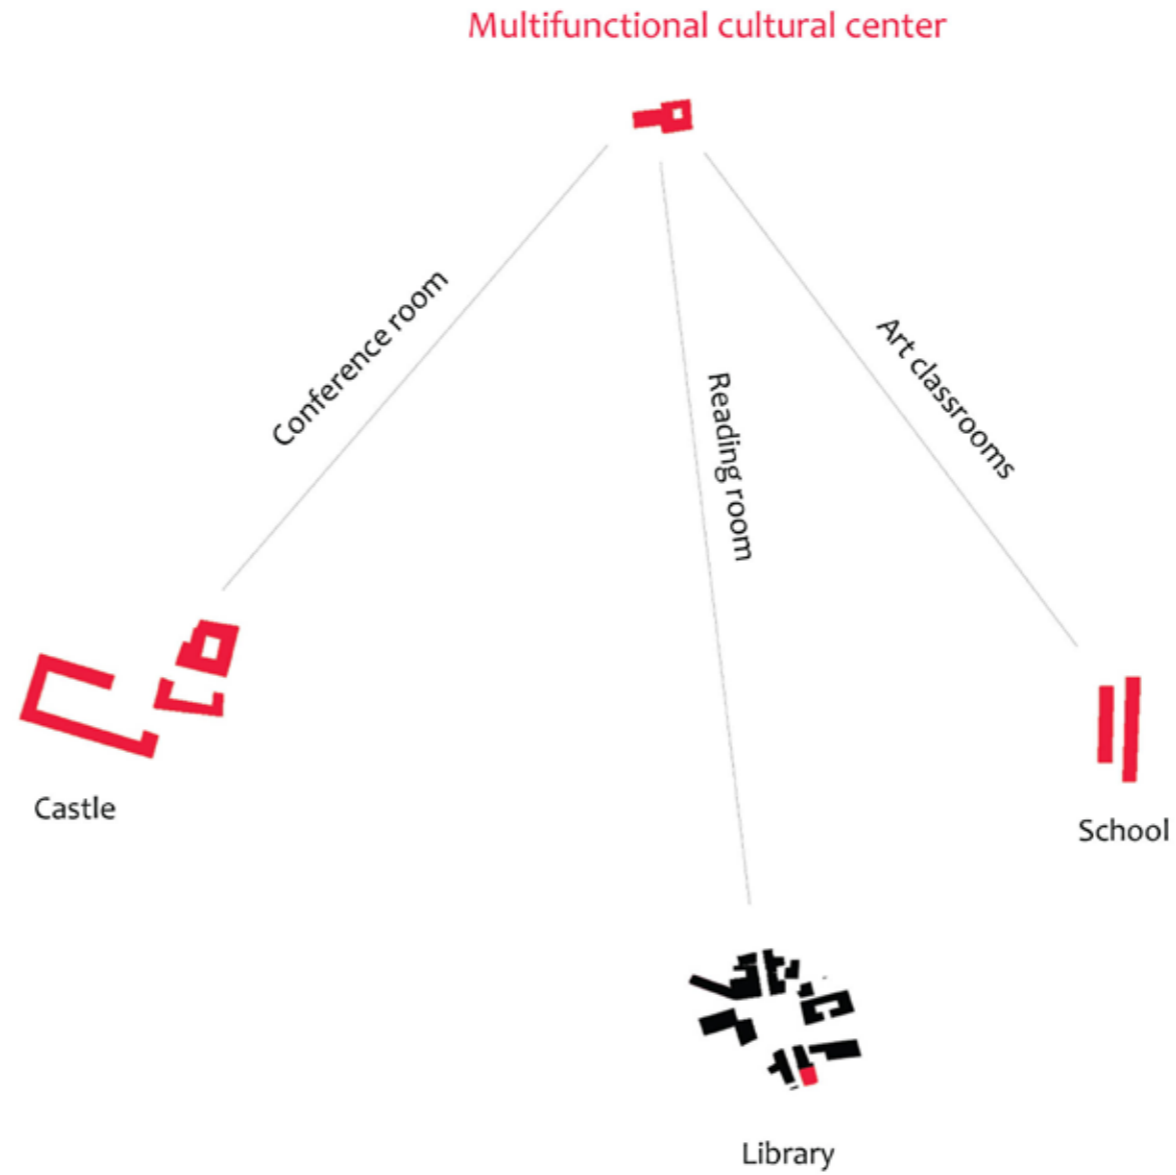 Multifunctional cultural center
Conference room
Art classrooms
Reading room
Castle
School
Library